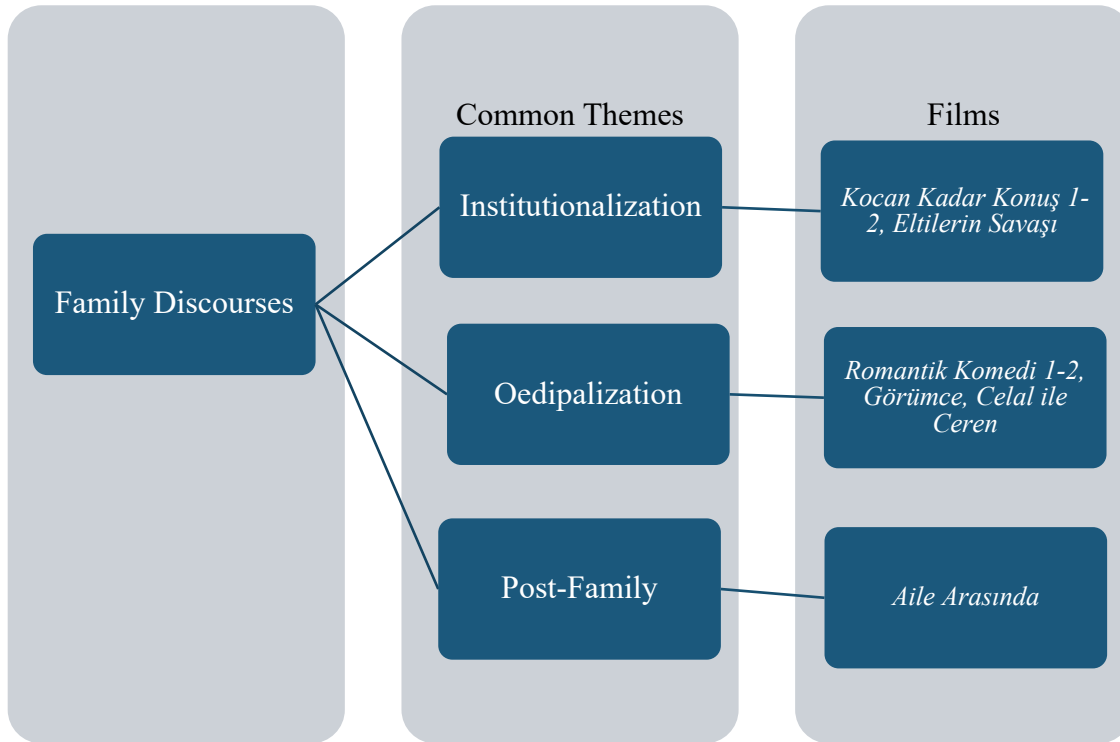 Family Discourses
Common Themes
Institutionalization
Oedipalization
Post-Family
Films
Kocan Kadar Konuş 1-
2, Eltilerin Savaşı
Romantik Komedi 1-2,
Görümce, Celal ile
Ceren
Aile Arasında